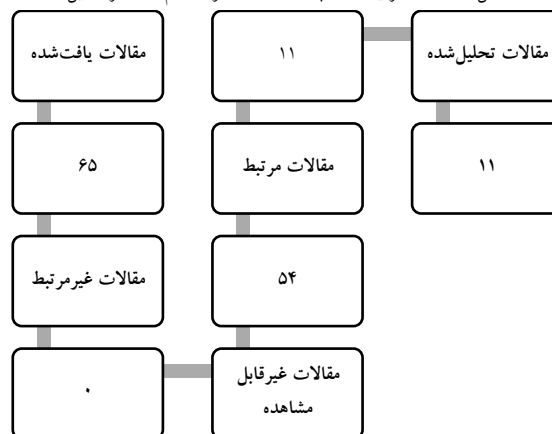 مقالات یافت‌شده
۶۵
مقالات غیرمرتبط
۰
مقالات غیرقابل
مشاهده
۵۴
مقالات مرتبط
۱۱
مقالات تحلیل‌شده
۱۱